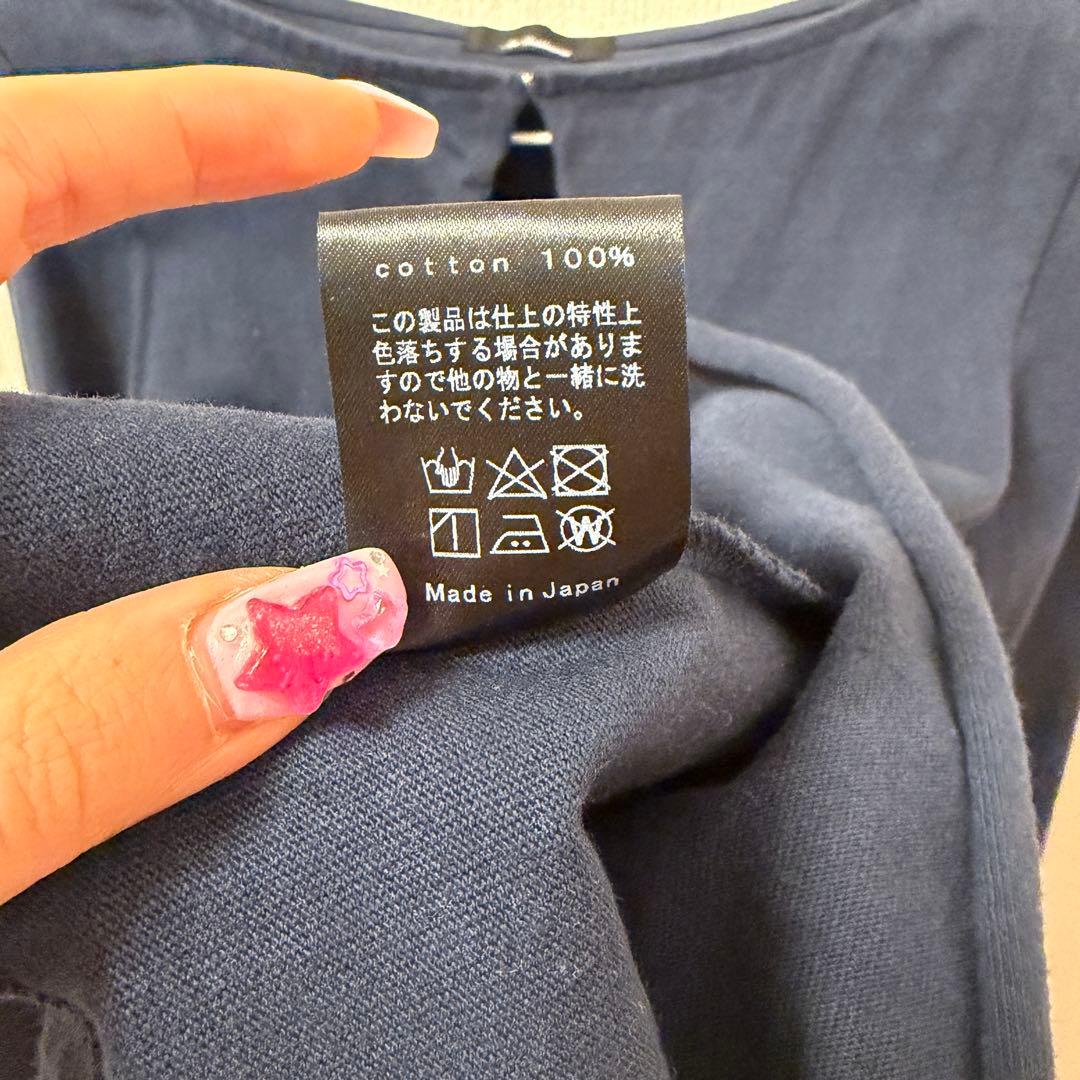 cotton 100%
この製品は仕上の特性上
色落ちする場合がありま
すので他の物と一緒に洗
わないでください。
W
Made in Japan